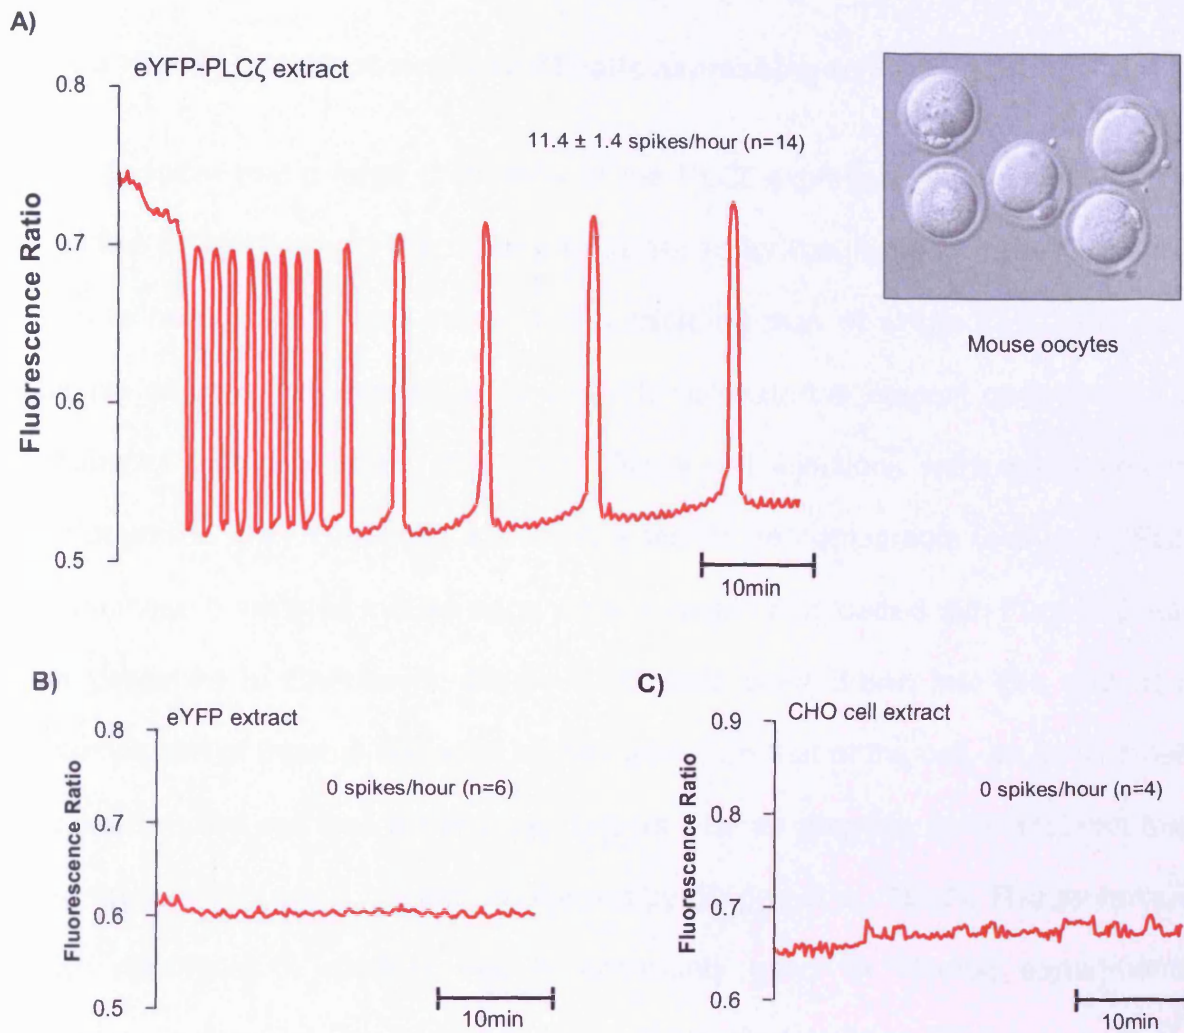 A)
eYFP-PLCζ extract
11.4 ± 1.4 spikes/hour (n=14)
Fluorescence Ratio
0.8
0.7
0.6
0.5
10min
Mouse oocytes
B)
eYFP extract
0 spikes/hour (n=6)
Fluorescence Ratio
0.8
0.7
0.6
0.5
10min
C)
CHO cell extract
0 spikes/hour (n=4)
Fluorescence Ratio
0.9
0.8
0.7
0.6
10min